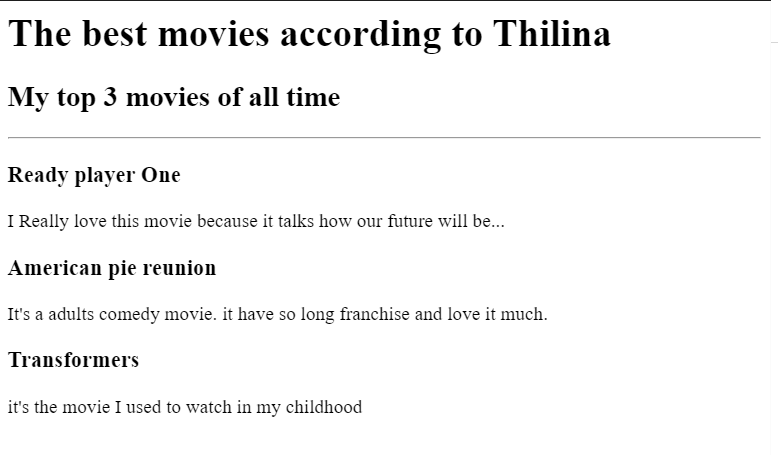 The best movies according to Thilina
My top 3 movies of all time
Ready player One
I Really love this movie because it talks how our future will be...
American pie reunion
It's a adults comedy movie. it have so long franchise and love it much.
Transformers
it's the movie I used to watch in my childhood